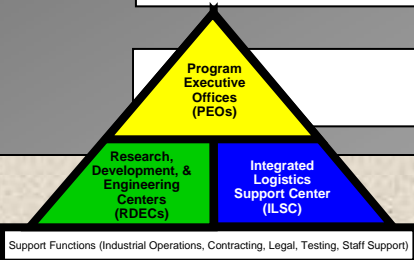 Program
Executive
Offices
(PEOs)
Research,
Development, &
Engineering
Centers
(RDECs)
Integrated
Logistics
Support Center
(ILSC)
Support Functions (Industrial Operations, Contracting, Legal, Testing, Staff Support)